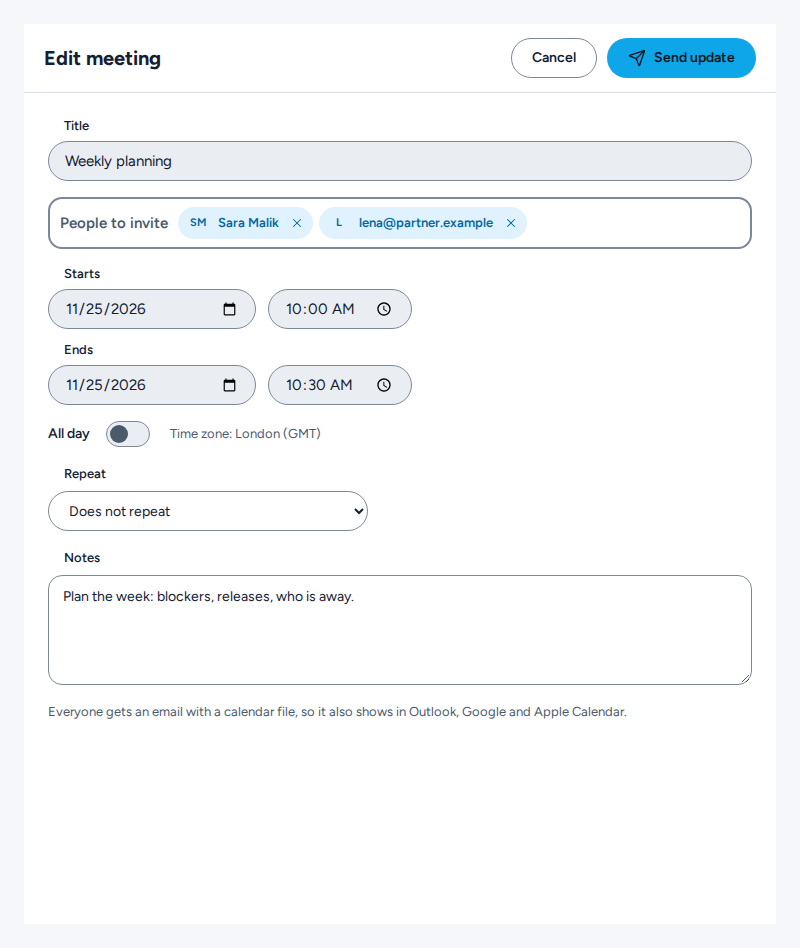 Edit meeting
Cancel
Send update
Title
Weekly planning
People to invite SM Sara Malik L lena@partner.example
Starts
11/25/2026 10:00 AM
Ends
11/25/2026 10:30 AM
All day Time zone: London (GMT)
Repeat
Does not repeat
Notes
Plan the week: blockers, releases, who is away.
Everyone gets an email with a calendar file, so it also shows in Outlook, Google and Apple Calendar.